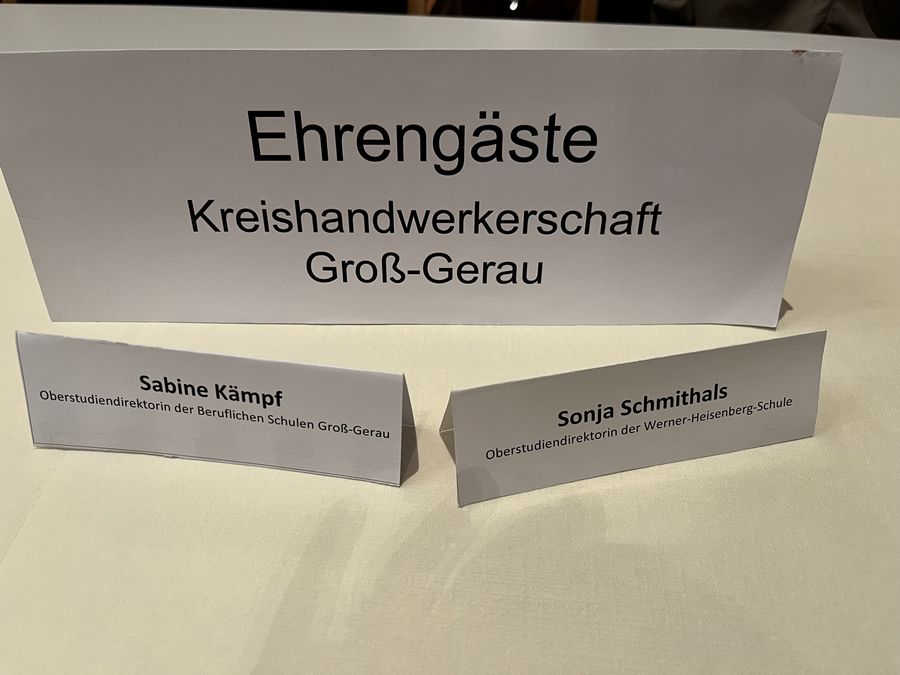 Ehrengäste
Kreishandwerkerschaft
Groß-Gerau
Sabine Kämpf
Oberstudiendirektorin der Beruflichen Schulen Groß-Gerau
Sonja Schmithals
Oberstudiendirektorin der Werner-Heisenberg-Schule